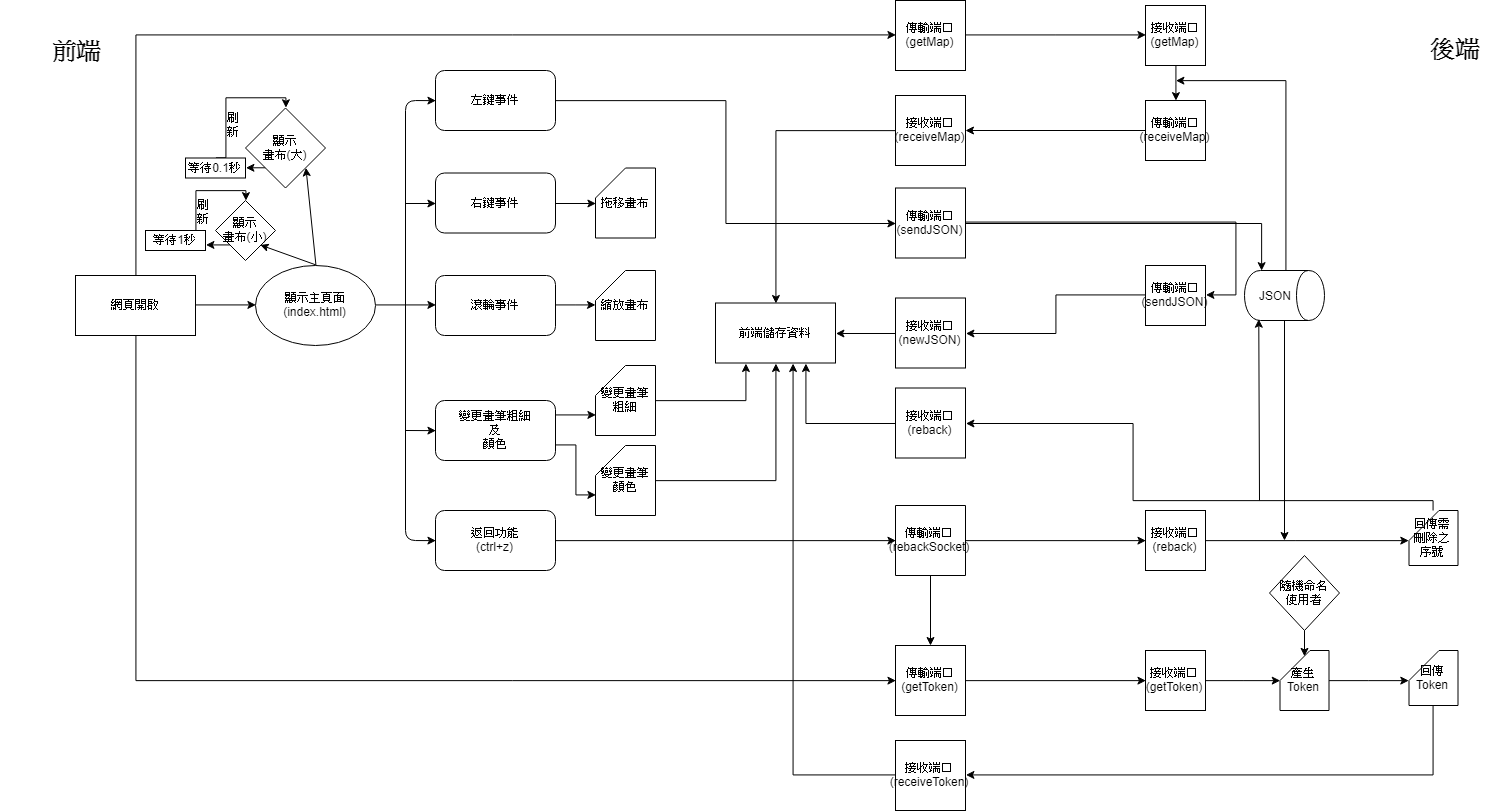 前端
後端
傳輸端口
(getMap)
接收端口
(getMap)
左鍵事件
刷
新
顯示
畫布(大)
等待0.1秒
接收端口
(receiveMap)
傳輸端口
(receiveMap)
右鍵事件
拖移畫布
刷
新
顯示
畫布(小)
等待1秒
傳輸端口
(sendJSON)
網頁開啟
顯示主頁面
(index.html)
滾輪事件
縮放畫布
前端儲存資料
接收端口
(newJSON)
傳輸端口
(sendJSON)
JSON
變更畫筆粗細
及
顏色
變更畫筆
粗細
變更畫筆
顏色
接收端口
(reback)
返回功能
(ctrl+z)
傳輸端口
(rebackSocket)
接收端口
(reback)
回傳需
刪除之
序號
隨機命名
使用者
傳輸端口
(getToken)
接收端口
(getToken)
產生
Token
回傳
Token
接收端口
(receiveToken)